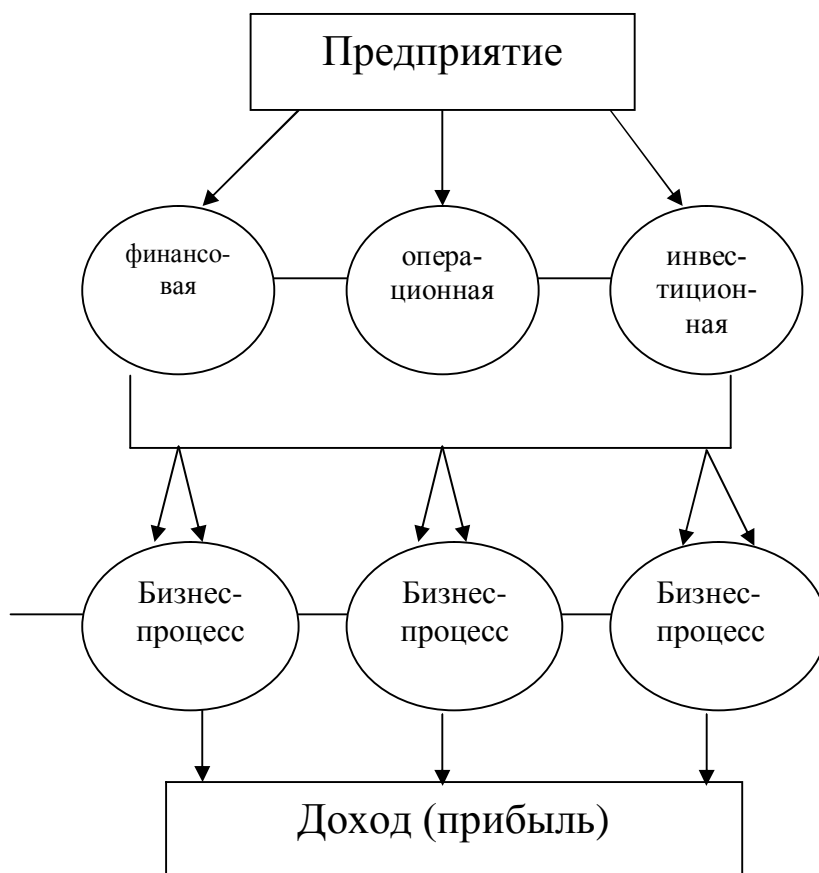 Предприятие
финансо-
вая
опера-
ционная
инвес-
тицион-
ная
Бизнес-
процесс
Бизнес-
процесс
Бизнес-
процесс
Доход (прибыль)